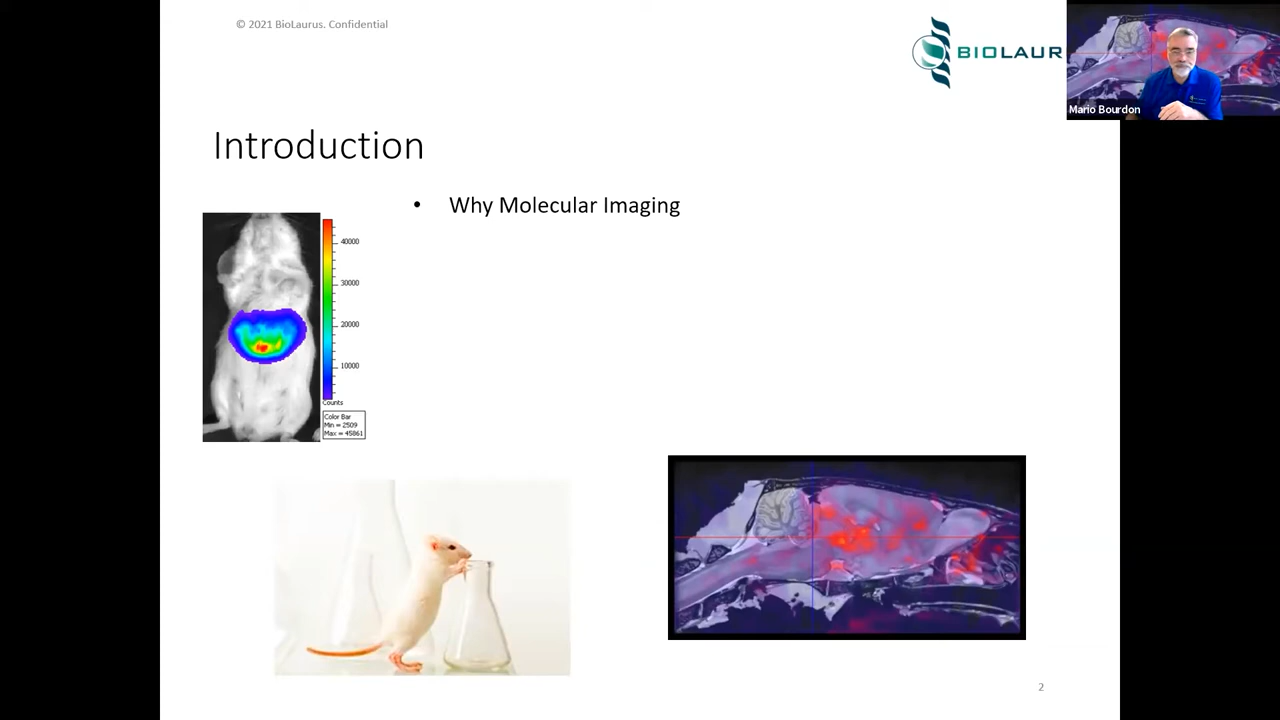 © 2021 BioLaurus. Confidential
BIOLAUR
Mario Bourdon
Introduction
• Why Molecular Imaging
40000
30000
20000
10000
Counts
Color Bar
Min = 2509
Max = 45861
2